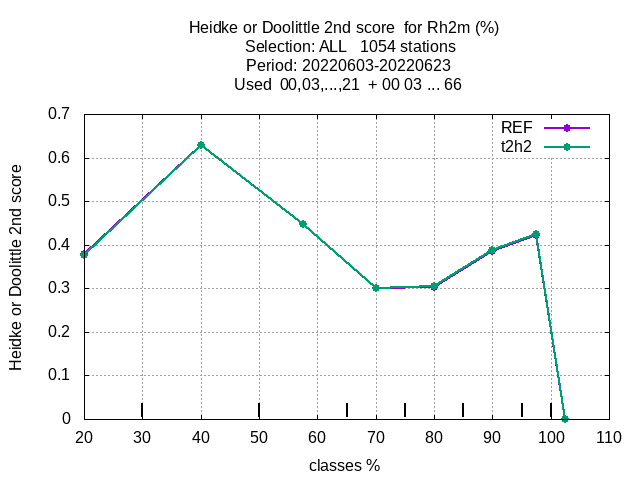 Heidke or Doolittle 2nd score  for Rh2m (%)
Selection: ALL   1054 stations
Period: 20220603-20220623
Used  00,03,...,21  + 00 03 ... 66
REF
t2h2
Heidke or Doolittle 2nd score
0.7
0.6
0.5
0.4
0.3
0.2
0.1
0
20 30 40 50 60 70 80 90 100 110
classes %